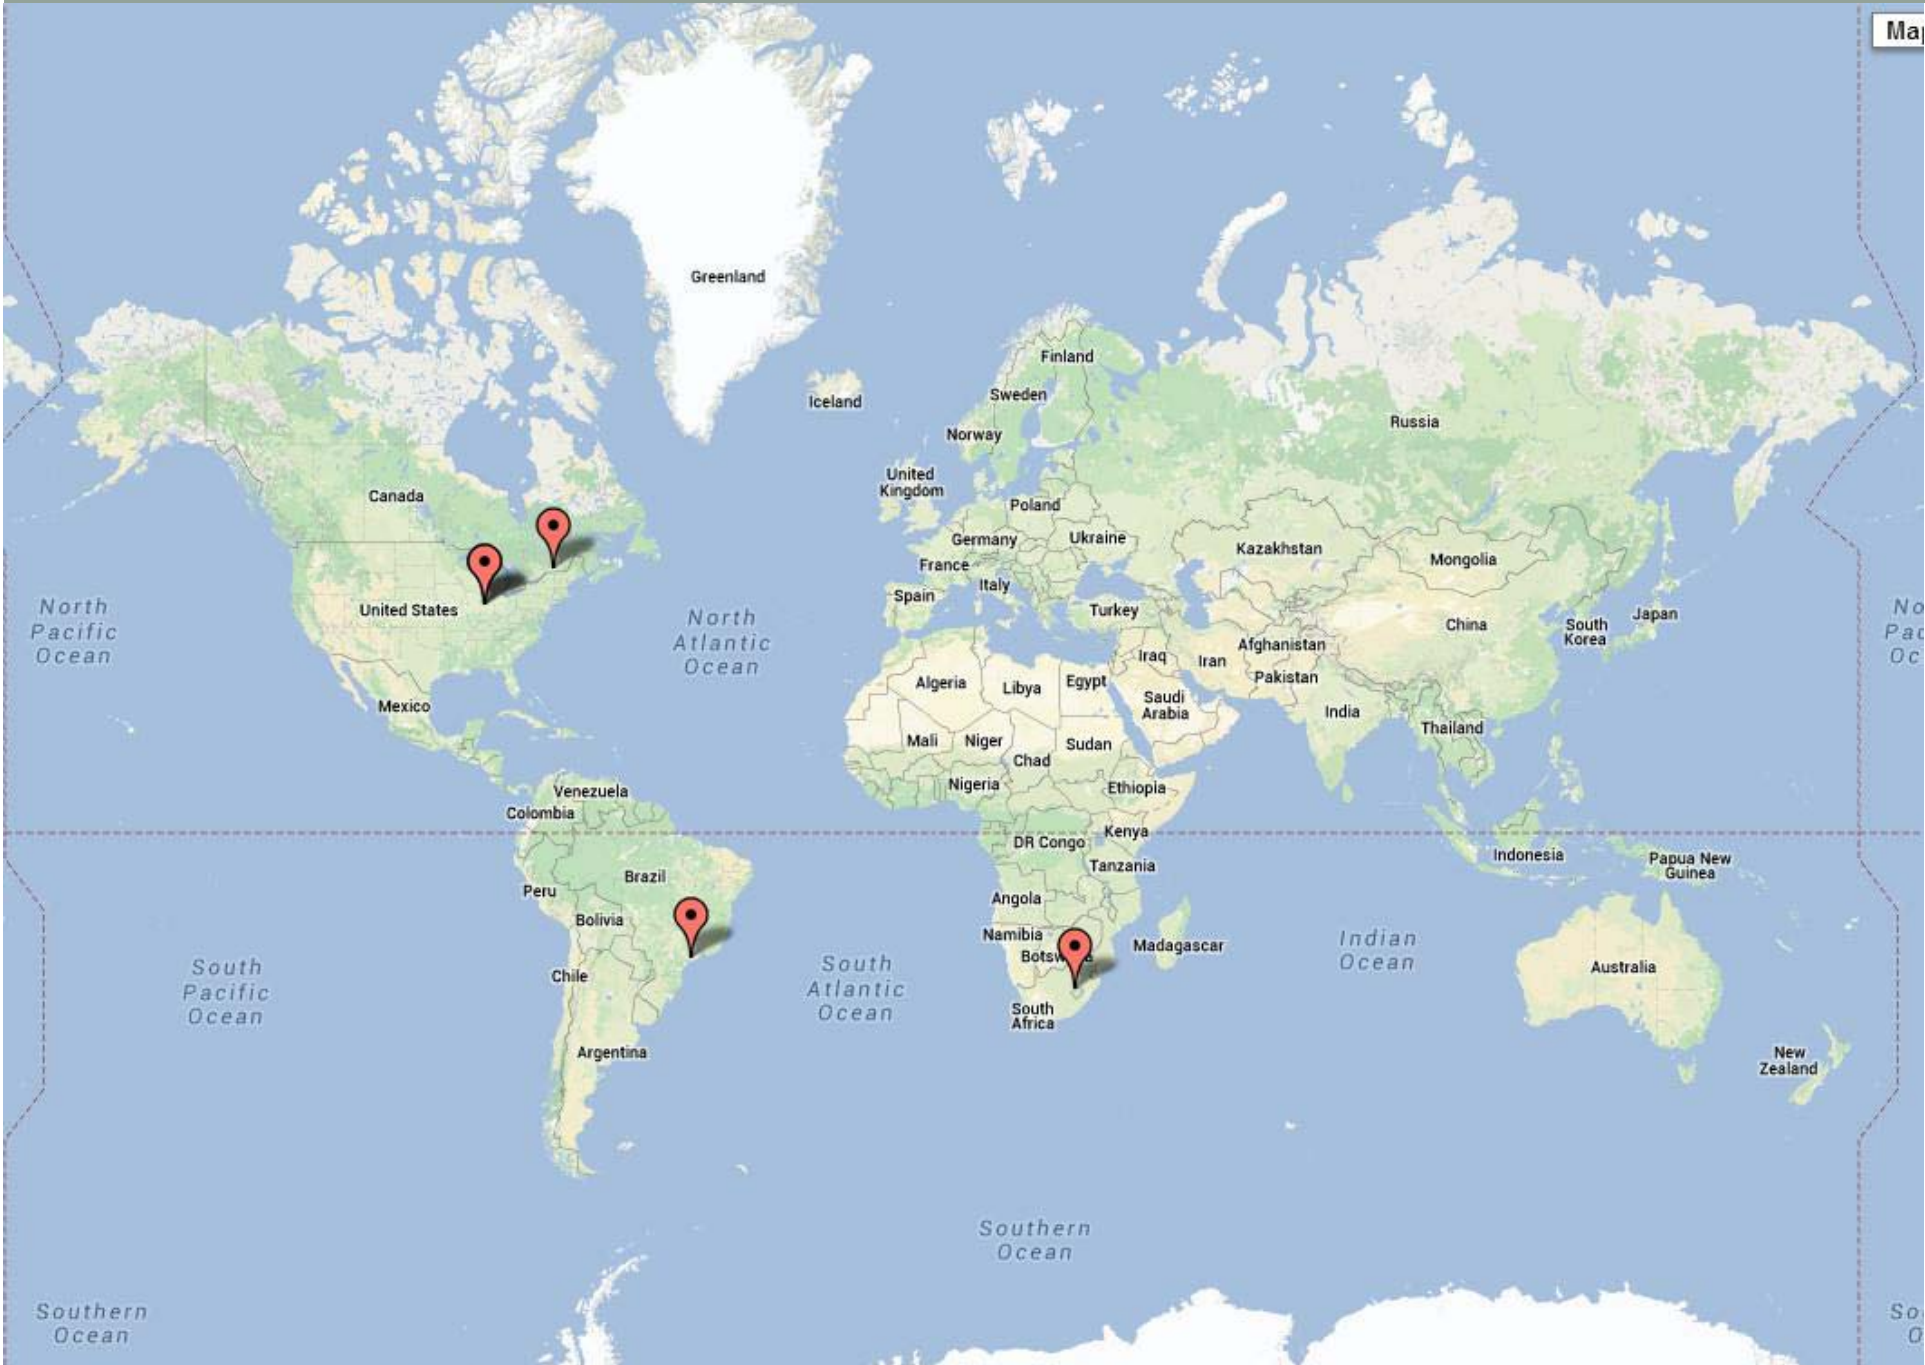 Map
Greenland
Finland
Iceland
Sweden
Russia
Norway
United
Kingdom
Canada
Poland
Germany
Ukraine
Kazakhstan
Mongolia
France
Italy
Spain
United States
Turkey
North
Pacific
Ocean
North
Atlantic
Ocean
China
South
Korea
Japan
No
Pac
Oc
Afghanistan
Iraq
Iran
Pakistan
Algeria
Libya
Egypt
Saudi
Arabia
Mexico
India
Thailand
Mali
Niger
Sudan
Chad
Nigeria
Ethiopia
Venezuela
Colombia
Kenya
DR Congo
Tanzania
Indonesia
Papua New
Guinea
Brazil
Peru
Angola
Bolivia
Namibia
Madagascar
Indian
Ocean
Chile
South
Pacific
Ocean
South
Atlantic
Ocean
Australia
South
Africa
Argentina
New
Zealand
Southern
Ocean
Southern
Ocean
So
O